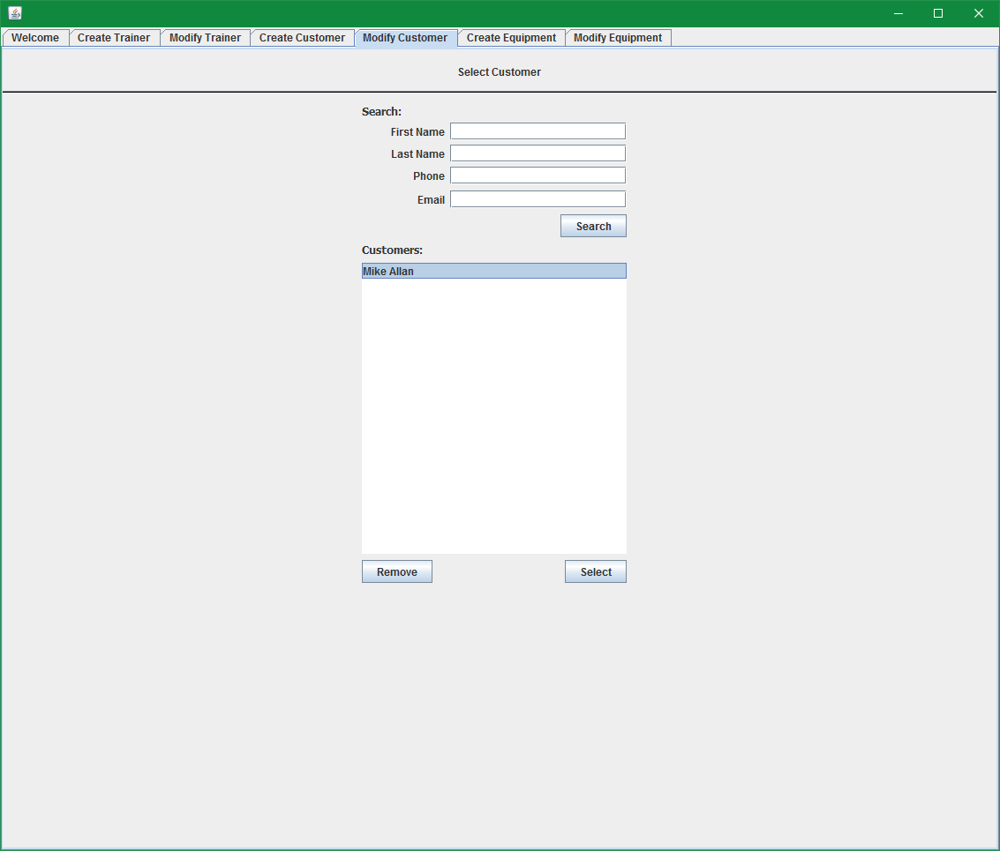 Welcome Create Trainer Modify Trainer Create Customer Modify Customer Create Equipment Modify Equipment
Select Customer
Search:
First Name
Last Name
Phone
Email
Search
Customers:
Mike Allan
Remove Select